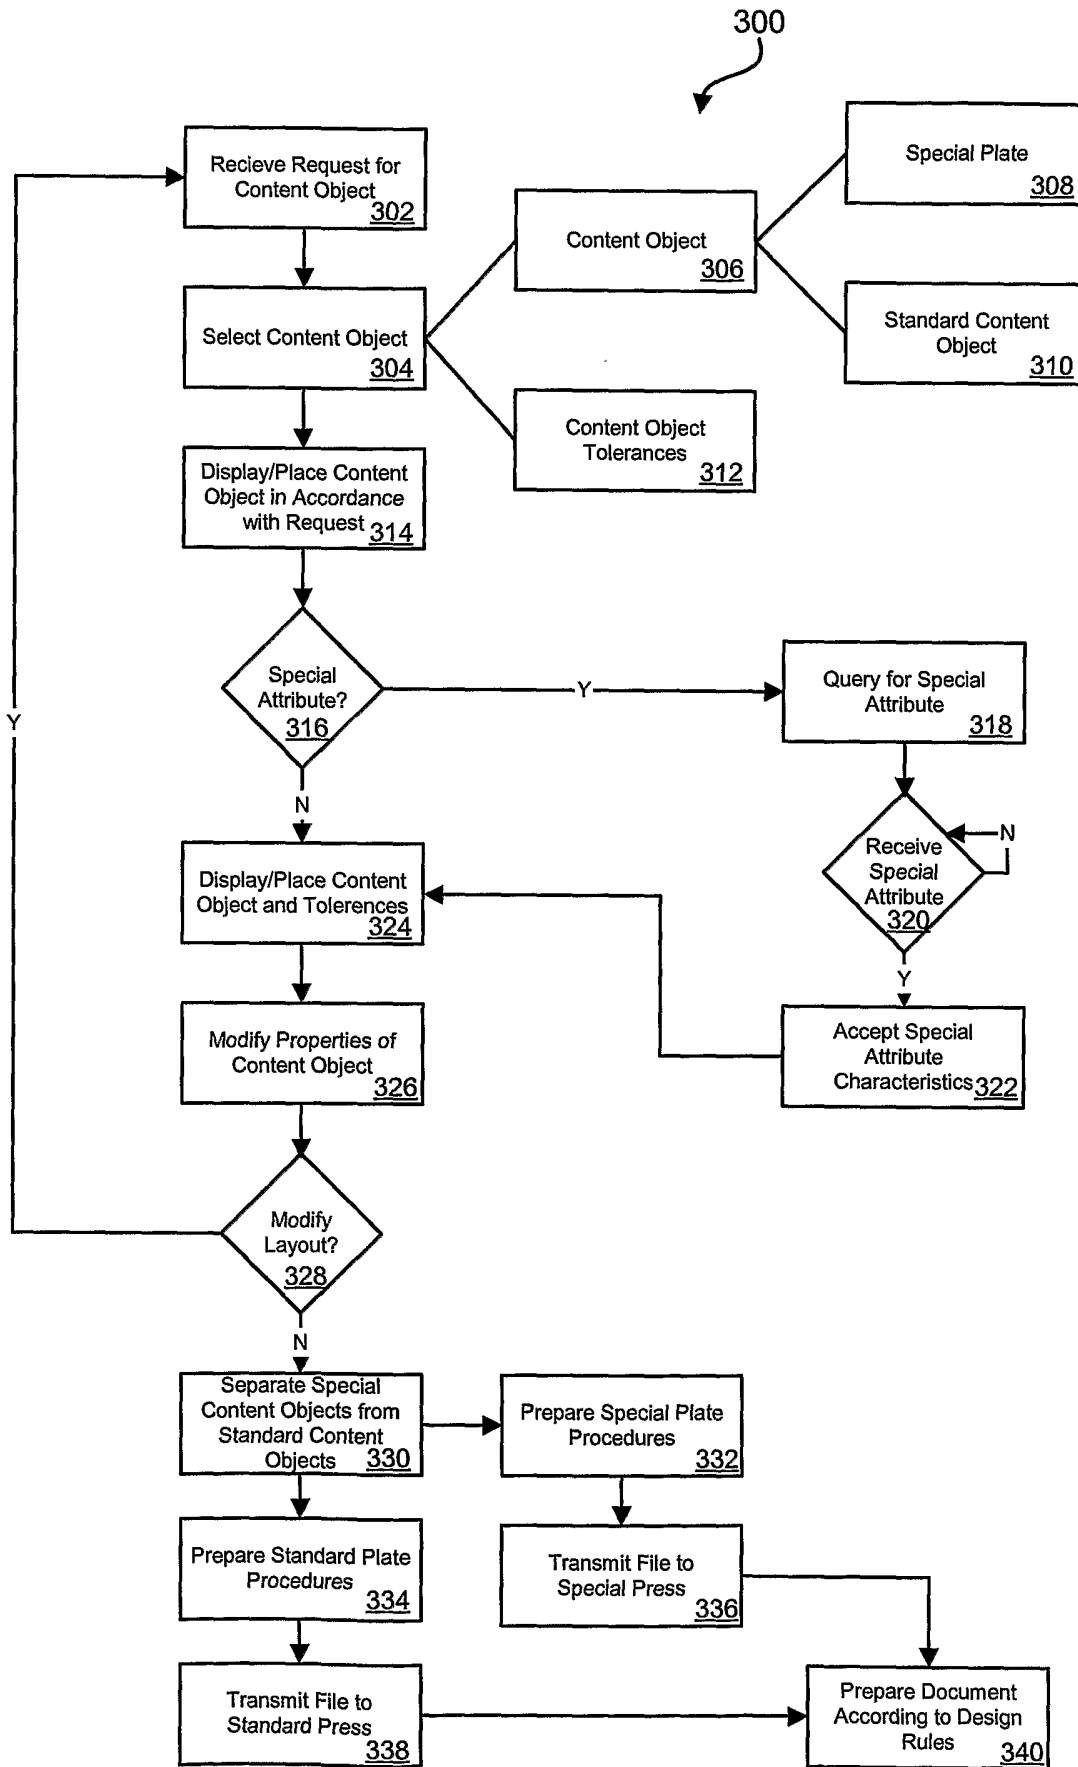 300
Recieve Request for
Content Object
302
Special Plate
308
Content Object
306
Select Content Object
304
Standard Content
Object
310
Content Object
Tolerances
312
Display/Place Content
Object in Accordance
with Request
314
Special
Attribute?
316
Y
Query for Special
Attribute
318
Y
N
Receive
Special
Attribute
320
N
Display/Place Content
Object and Tolerences
324
Y
Modify Properties of
Content Object
326
Accept Special
Attribute
Characteristics
322
Modify
Layout?
328
N
Separate Special
Content Objects from
Standard Content
Objects
330
Prepare Special Plate
Procedures
332
Prepare Standard Plate
Procedures
334
Transmit File to
Special Press
336
Transmit File to
Standard Press
338
Prepare Document
According to Design
Rules
340